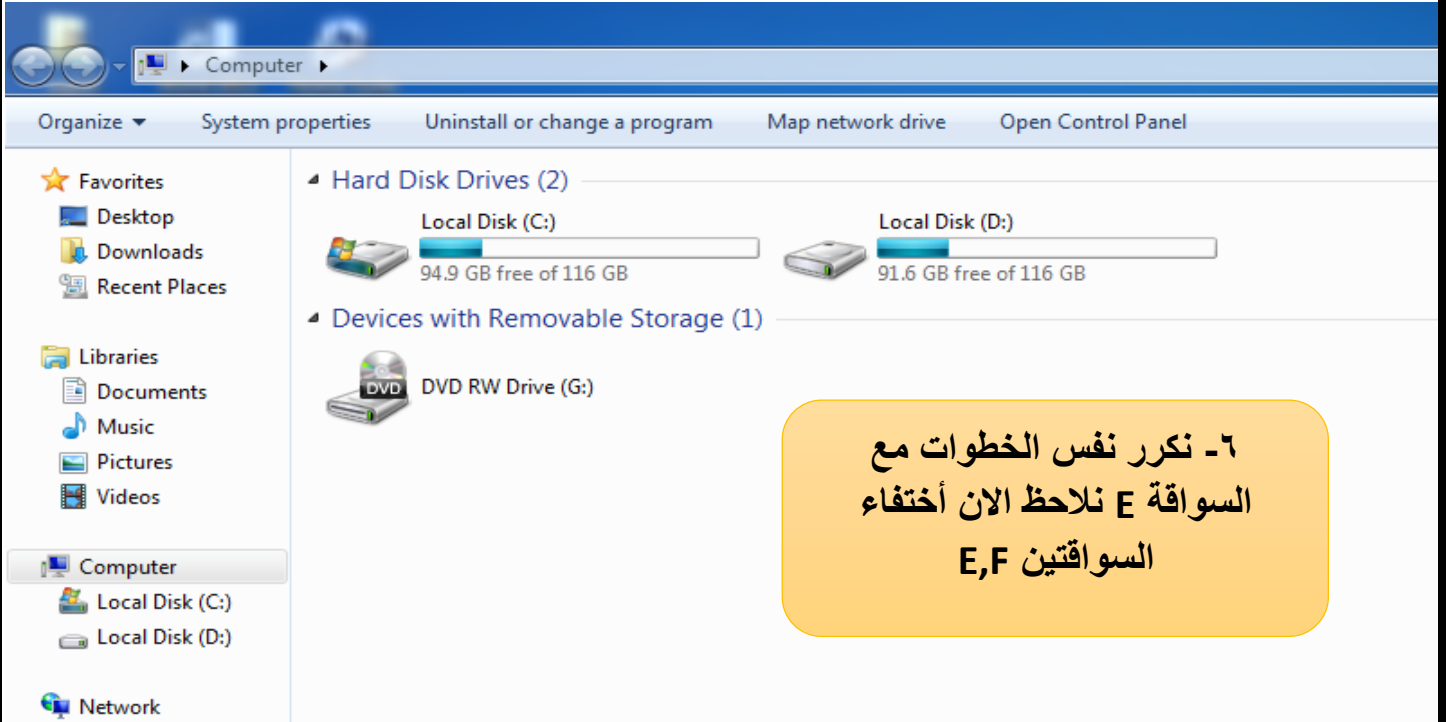 Computer
Organize
System properties
Uninstall or change a program
Map network drive
Open Control Panel
Favorites
Desktop
Downloads
Recent Places
Libraries
Documents
Music
Pictures
Videos
Computer
Local Disk (C:)
Local Disk (D:)
Network
Hard Disk Drives (2)
Local Disk (C:)
94.9 GB free of 116 GB
Local Disk (D:)
91.6 GB free of 116 GB
Devices with Removable Storage (1)
DVD
DVD RW Drive (G:)
٦- نكرر نفس الخطوات مع
السواقة E نلاحظ الان أختفاء
السواقتين E,F